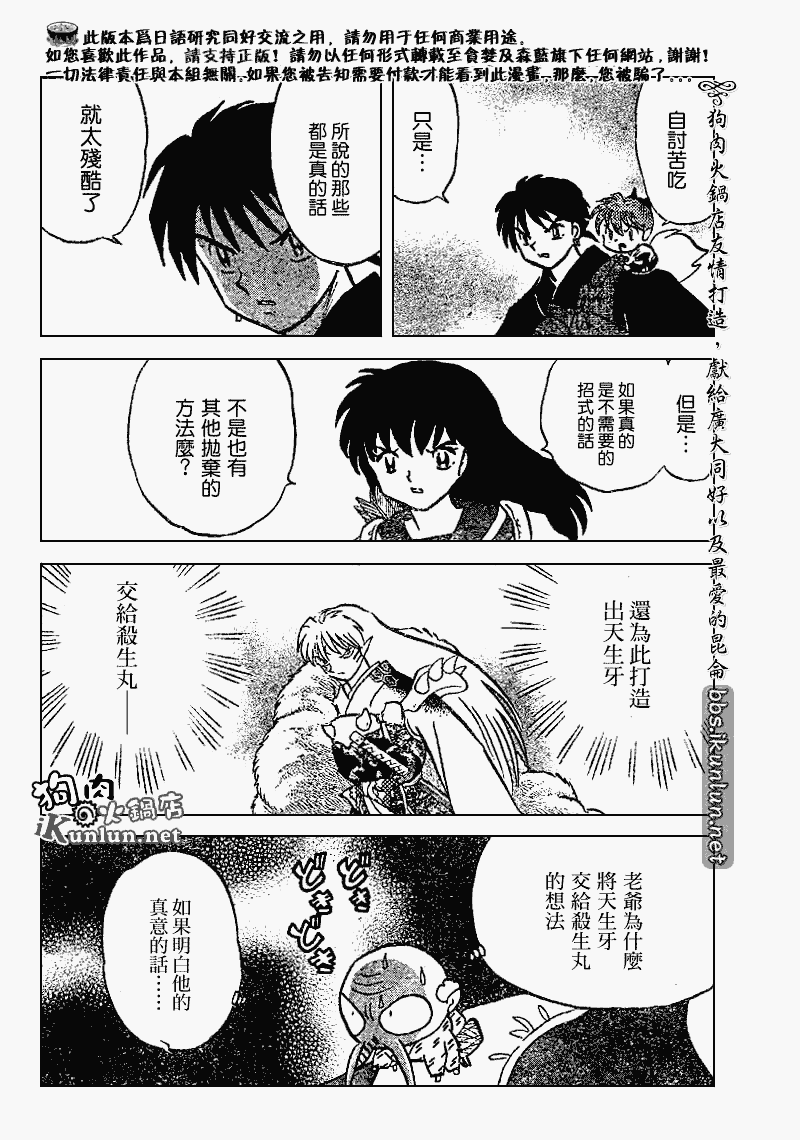 此版本爲日語研究同好交流之用，請勿用于任何商業用途。
如您喜歡此作品，請支持正版！請勿以任何形式轉載至貪婪及森藍旗下任何網站，謝謝！
一切法律責任與本組無關。如果您被告知需要付款才能看到此漫畫，那麼，您被騙了……
狗肉火鍋店友情打造，獻給廣大同好以及最愛的昆侖
bbs.ikunlun.net
自討苦吃
只是…
所說的那些
都是真的話
就太殘酷了
但是…
如果真的
是不需要的
招式的話
不是也有
其他拋棄的
方法麼？
還為此打造
出天生牙
交給殺生丸——
狗肉
火鍋店
iKunlun.net
老爺為什麼
將天生牙
交給殺生丸
的想法
どきどき
どき
如果明白他的
真意的話……